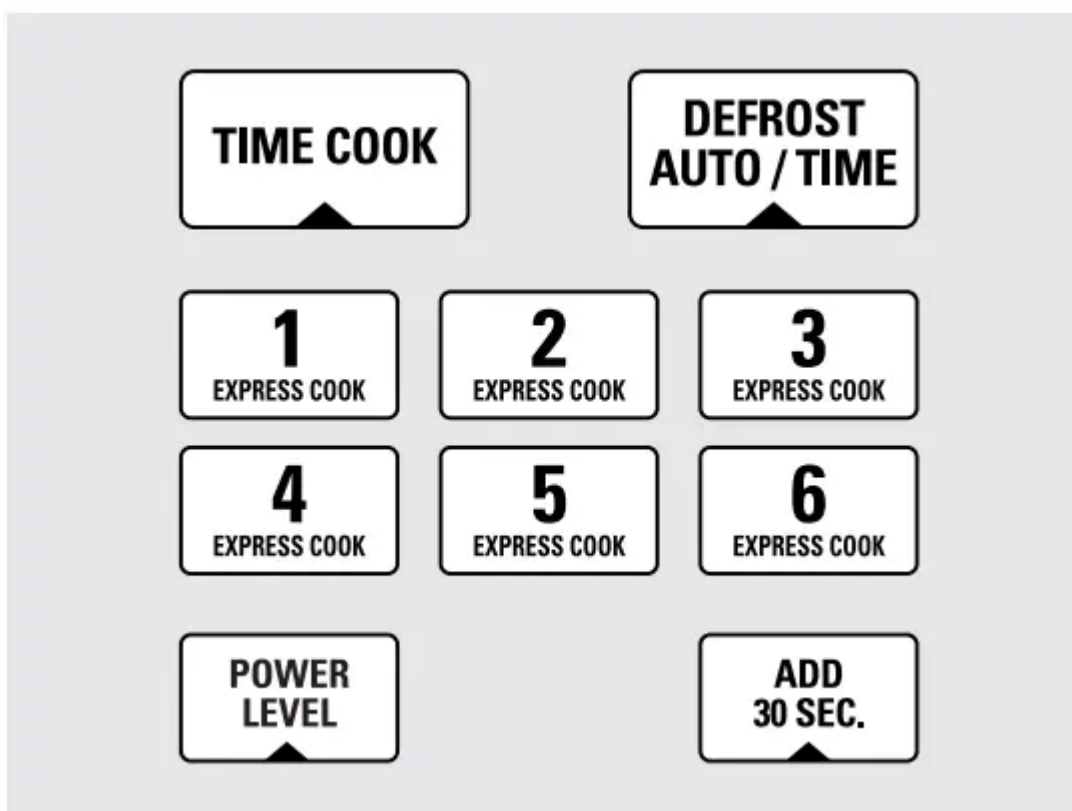 TIME COOK
DEFROST
AUTO / TIME
1
EXPRESS COOK
2
EXPRESS COOK
3
EXPRESS COOK
4
EXPRESS COOK
5
EXPRESS COOK
6
EXPRESS COOK
POWER
LEVEL
ADD
30 SEC.